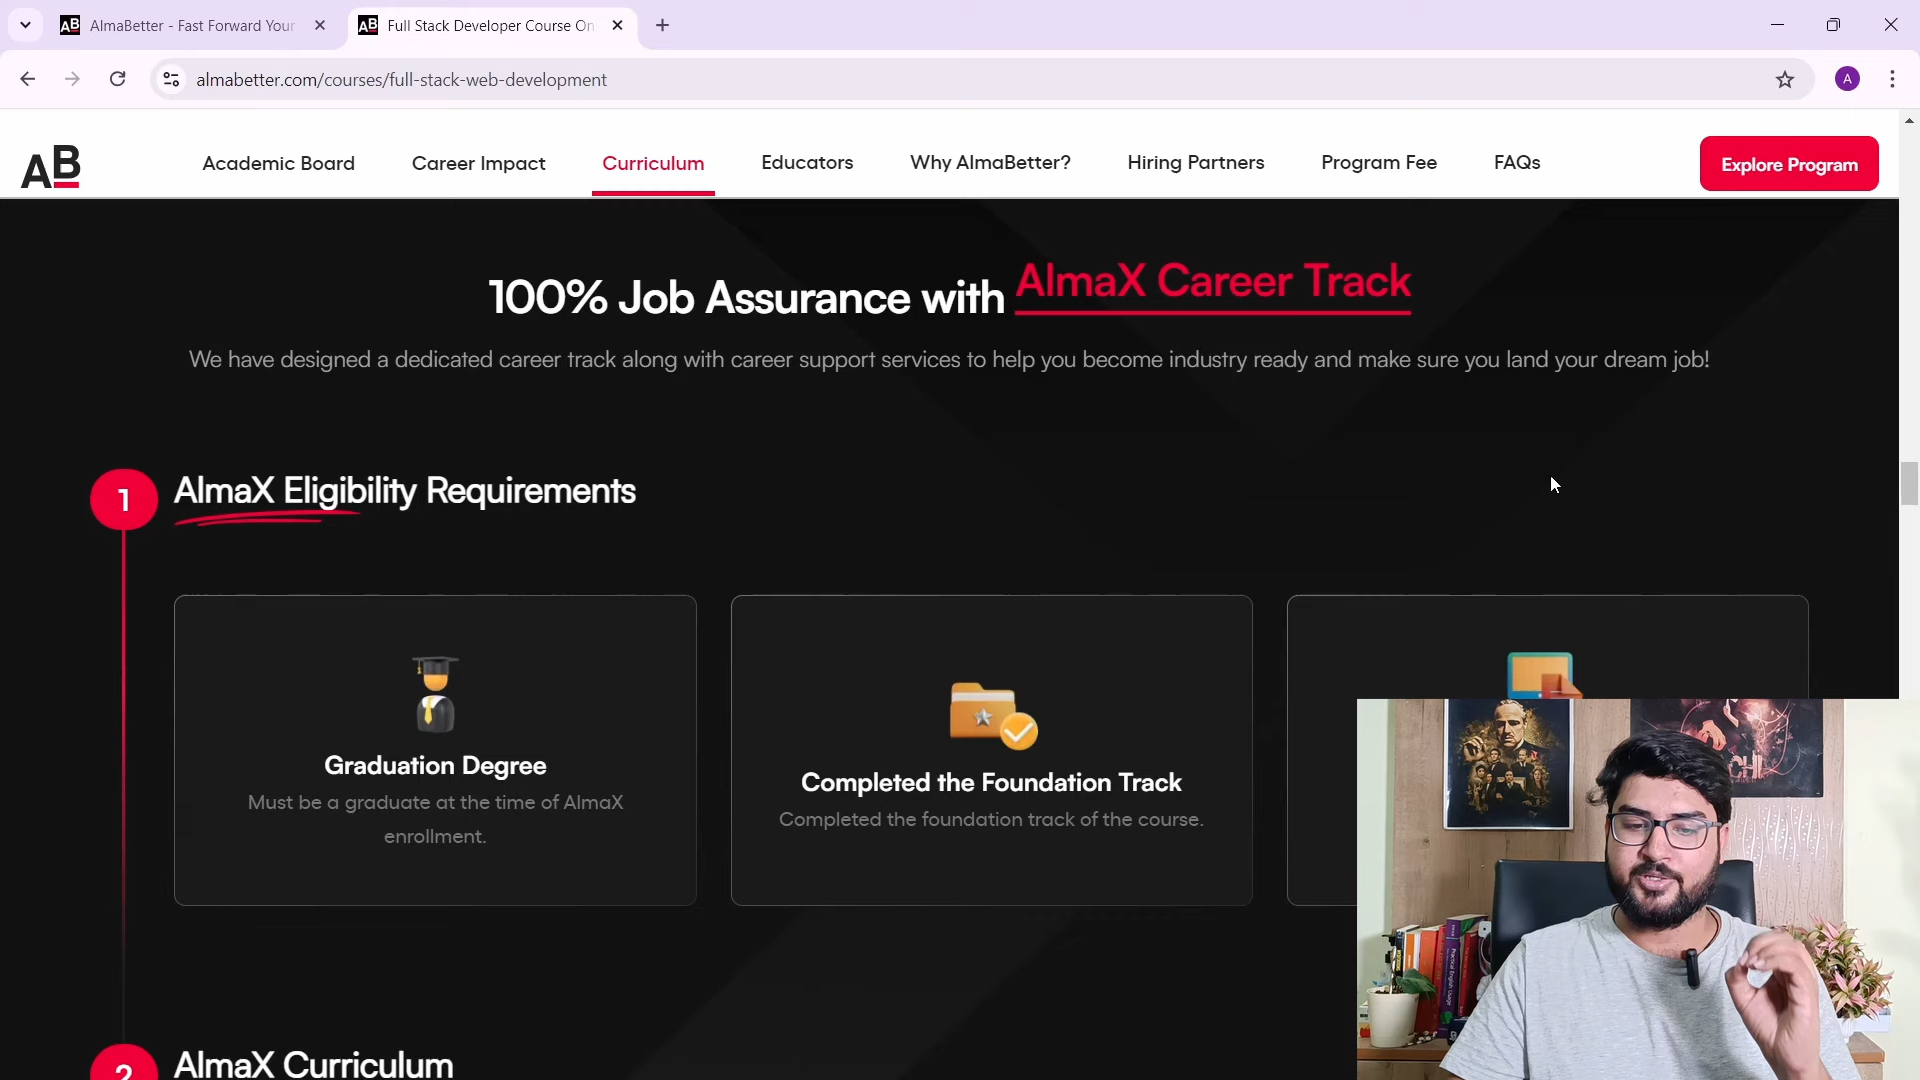 AB AlmaBetter - Fast Forward Your
AB Full Stack Developer Course On
almabetter.com/courses/full-stack-web-development
A
AB
Academic Board
Career Impact
Curriculum
Educators
Why AlmaBetter?
Hiring Partners
Program Fee
FAQs
Explore Program
100% Job Assurance with AlmaX Career Track
We have designed a dedicated career track along with career support services to help you become industry ready and make sure you land your dream job!
1
AlmaX Eligibility Requirements
Graduation Degree
Must be a graduate at the time of AlmaX
enrollment.
Completed the Foundation Track
Completed the foundation track of the course.
2
AlmaX Curriculum